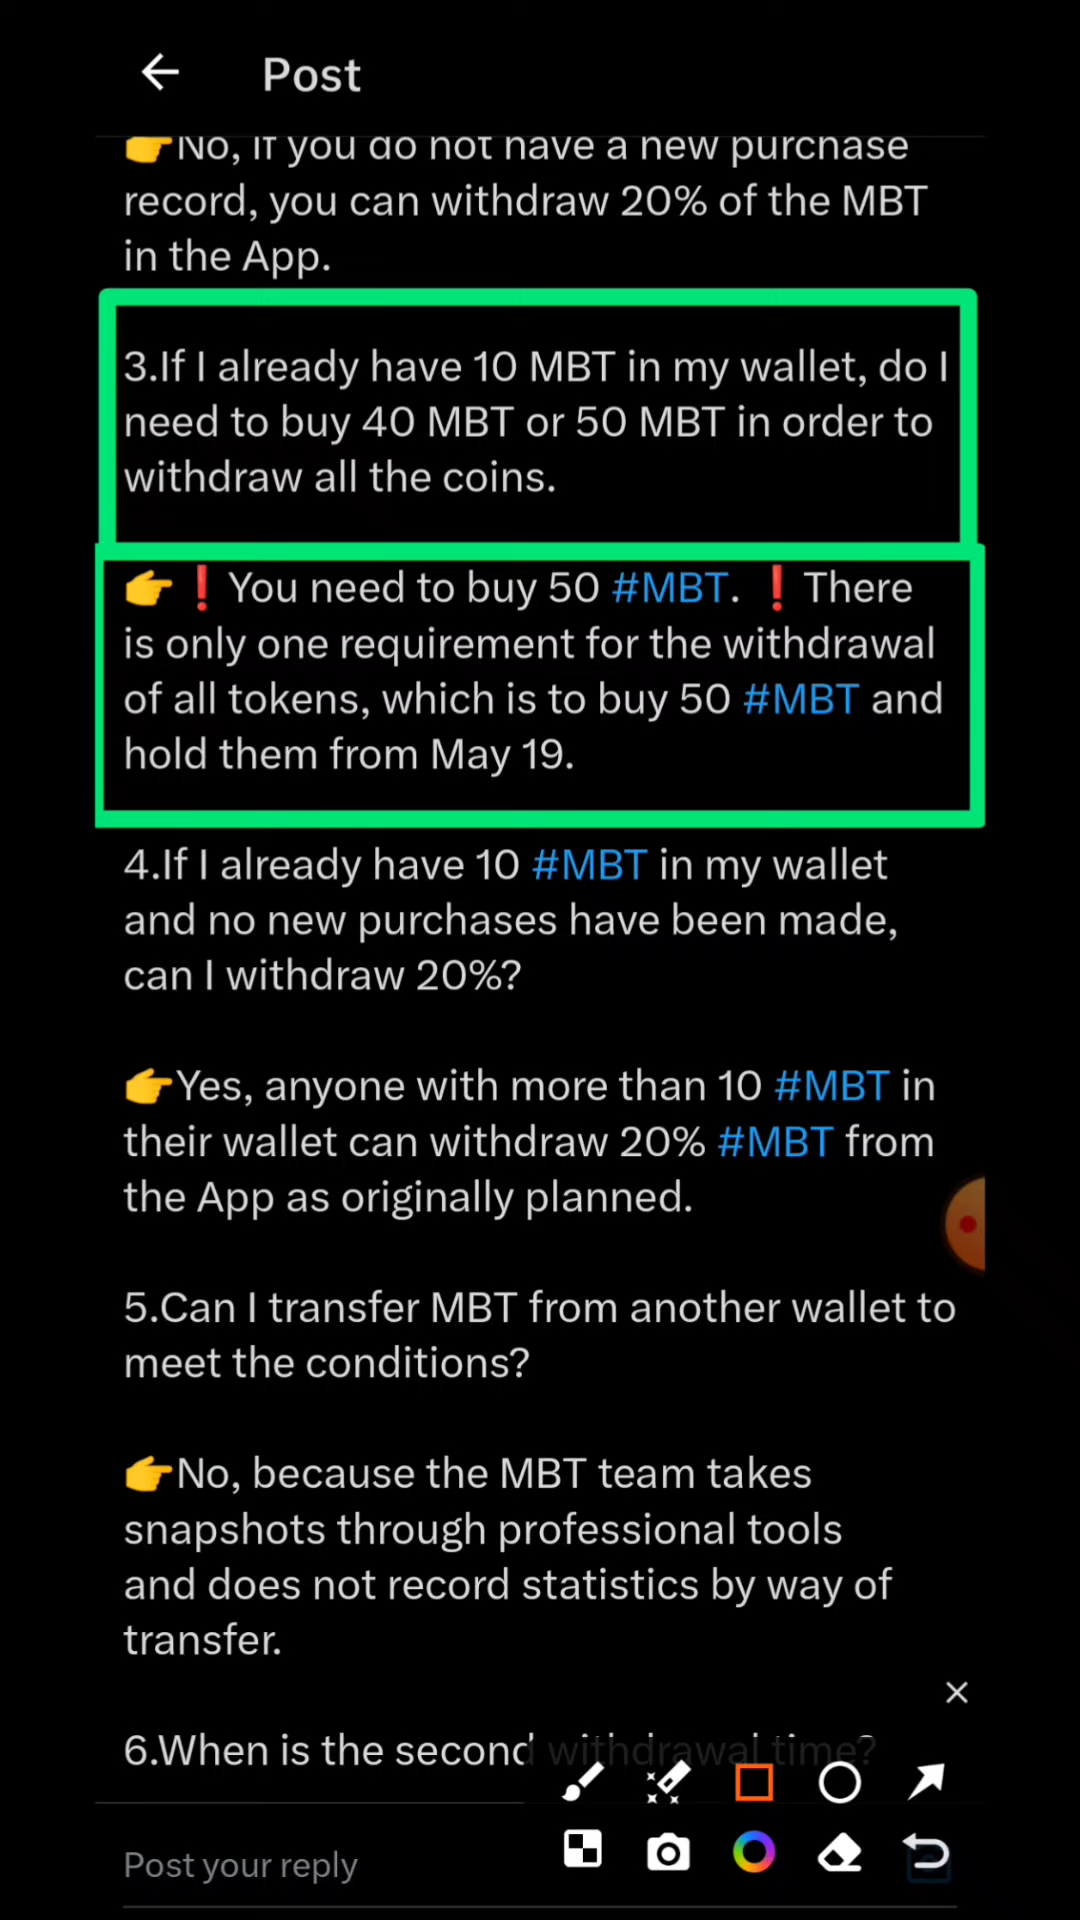 Post
👉No, if you do not have a new purchase
record, you can withdraw 20% of the MBT
in the App.
3.If I already have 10 MBT in my wallet, do I
need to buy 40 MBT or 50 MBT in order to
withdraw all the coins.
👉❗You need to buy 50 #MBT. ❗There
is only one requirement for the withdrawal
of all tokens, which is to buy 50 #MBT and
hold them from May 19.
4.If I already have 10 #MBT in my wallet
and no new purchases have been made,
can I withdraw 20%?
👉Yes, anyone with more than 10 #MBT in
their wallet can withdraw 20% #MBT from
the App as originally planned.
5.Can I transfer MBT from another wallet to
meet the conditions?
👉No, because the MBT team takes
snapshots through professional tools
and does not record statistics by way of
transfer.
6.When is the second withdrawal time?
Post your reply